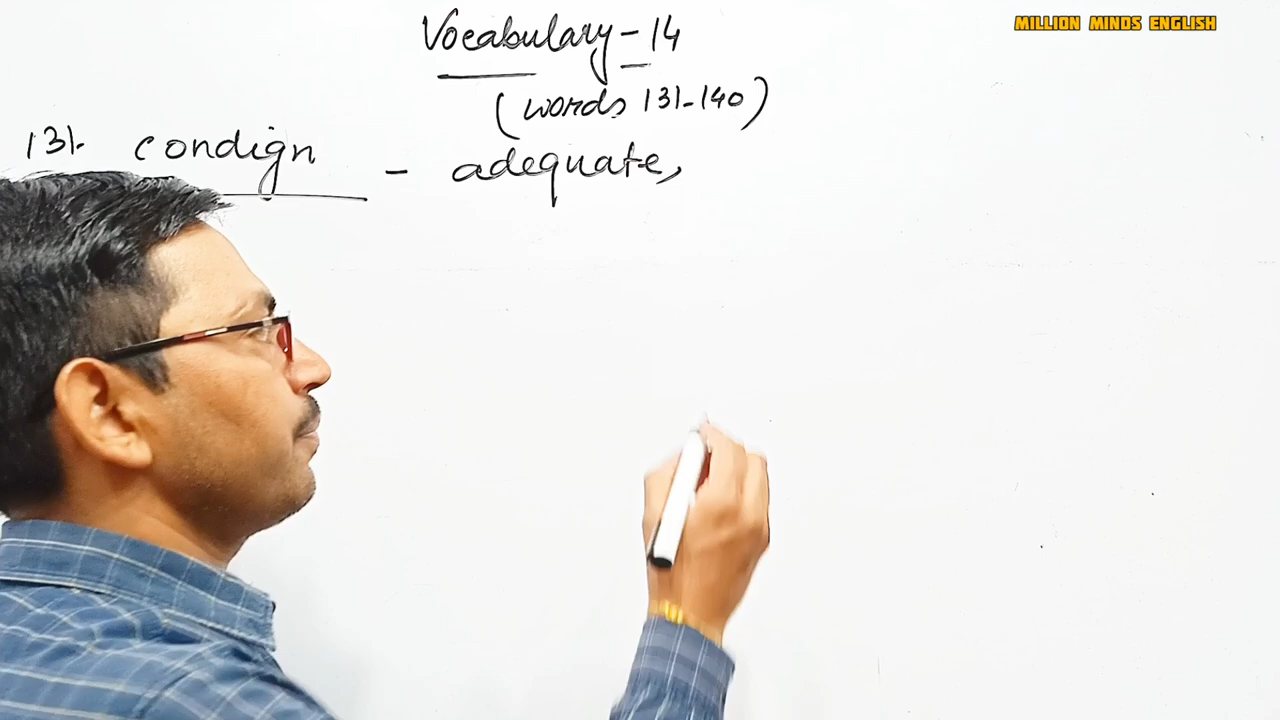 MILLION MINDS ENGLISH
Vocabulary - 14
(words 131-140)
131. condign - adequate,